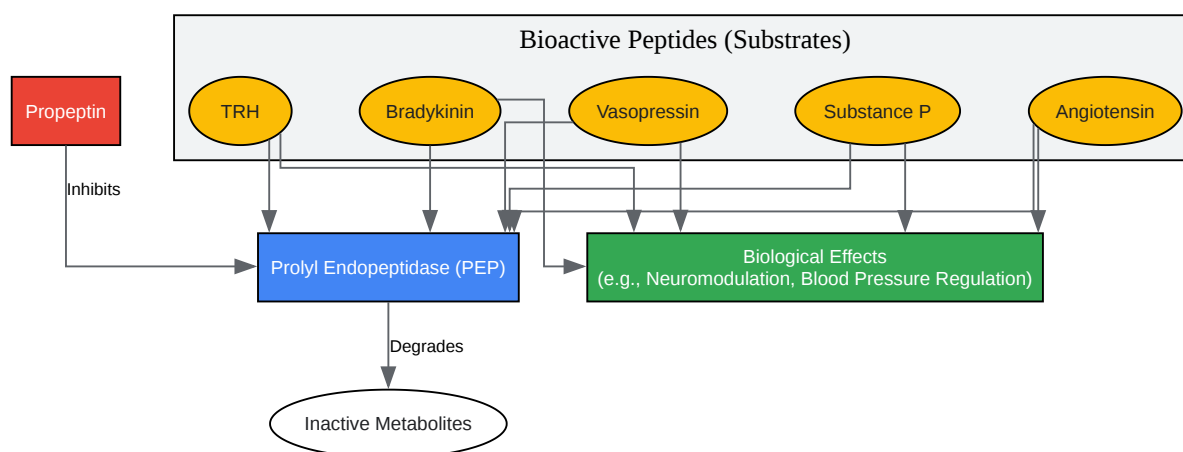 Bioactive Peptides (Substrates)
Propeptin
TRH
Bradykinin
Vasopressin
Substance P
Angiotensin
Inhibits
Prolyl Endopeptidase (PEP)
Biological Effects
(e.g., Neuromodulation, Blood Pressure Regulation)
Degrades
Inactive Metabolites